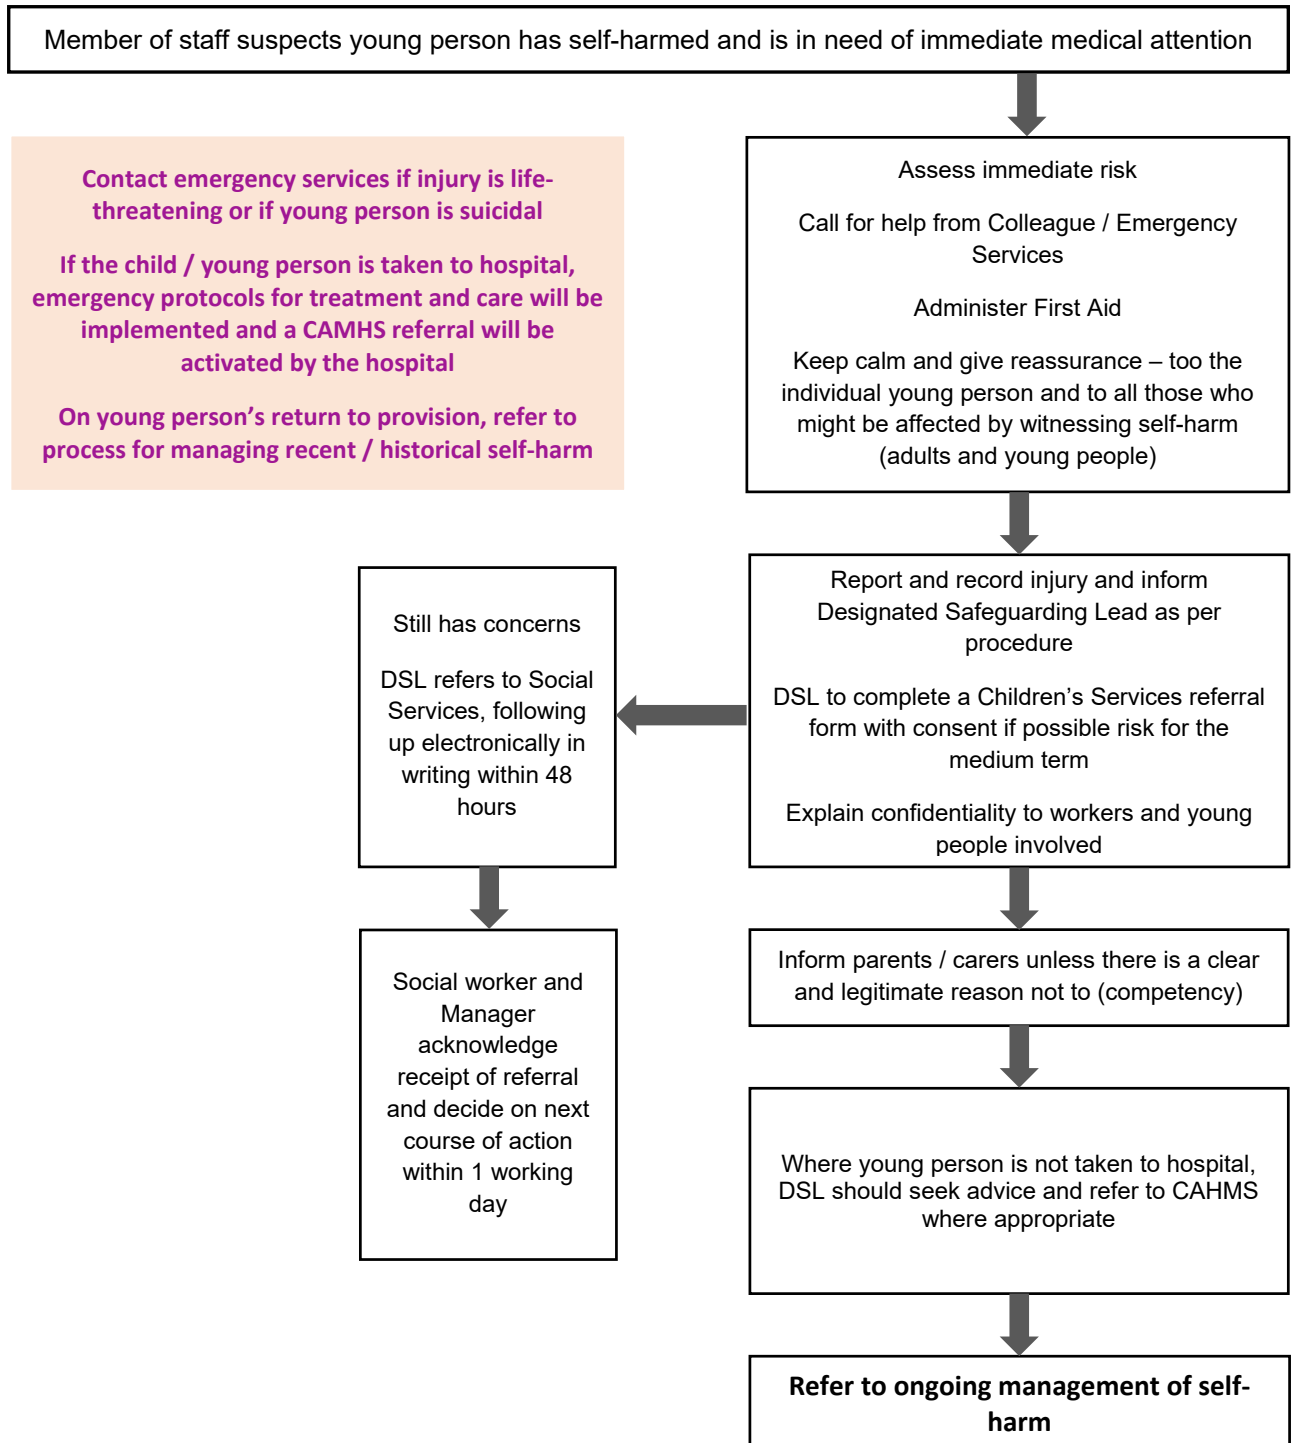 Member of staff suspects young person has self-harmed and is in need of immediate medical attention
Contact emergency services if injury is life-
threatening or if young person is suicidal
If the child / young person is taken to hospital,
emergency protocols for treatment and care will be
implemented and a CAMHS referral will be
activated by the hospital
On young person’s return to provision, refer to
process for managing recent / historical self-harm
Assess immediate risk
Call for help from Colleague / Emergency
Services
Administer First Aid
Keep calm and give reassurance – too the
individual young person and to all those who
might be affected by witnessing self-harm
(adults and young people)
Report and record injury and inform
Designated Safeguarding Lead as per
procedure
DSL to complete a Children’s Services referral
form with consent if possible risk for the
medium term
Explain confidentiality to workers and young
people involved
Still has concerns
DSL refers to Social
Services, following
up electronically in
writing within 48
hours
Social worker and
Manager
acknowledge
receipt of referral
and decide on next
course of action
within 1 working
day
Inform parents / carers unless there is a clear
and legitimate reason not to (competency)
Where young person is not taken to hospital,
DSL should seek advice and refer to CAHMS
where appropriate
Refer to ongoing management of self-
harm